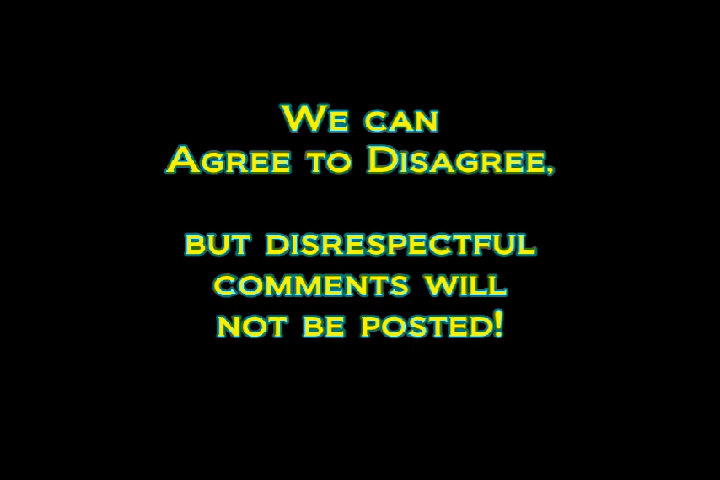 We can
Agree to Disagree,
but disrespectful
comments will
not be posted!